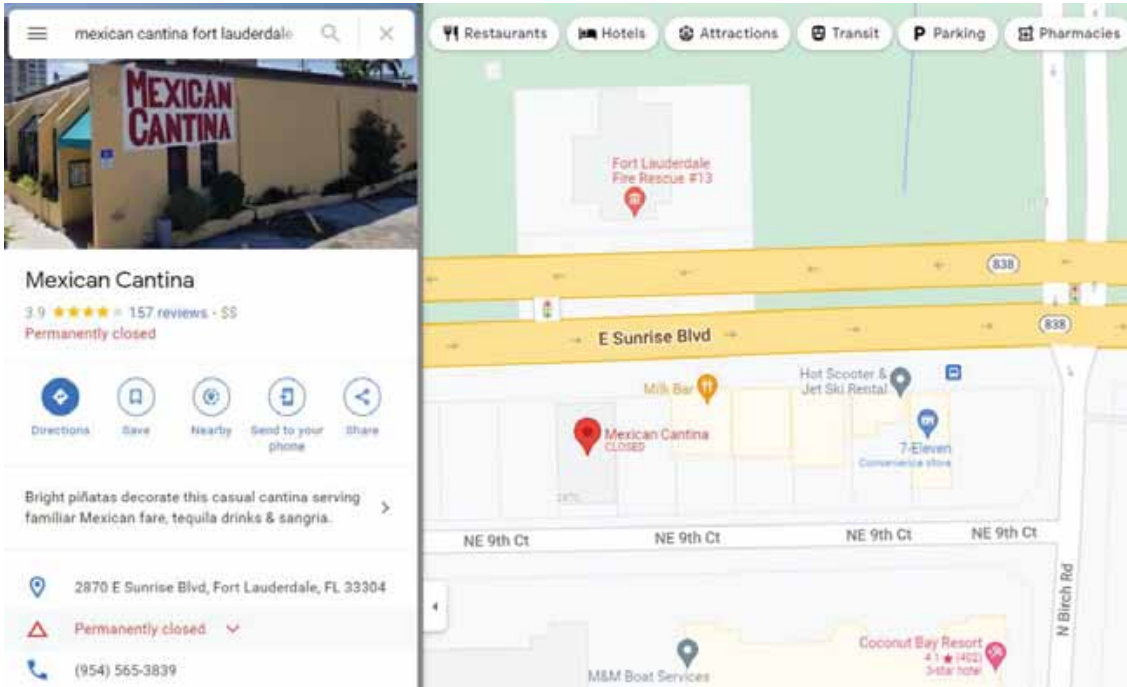 mexican cantina fort lauderdale
Restaurants
Hotels
Attractions
Transit
P Parking
Pharmacies
MEXICAN
CANTINA
Mexican Cantina
3.9 157 reviews · $$
Permanently closed
Directions
Save
Nearby
Send to your
phone
Share
Bright piñatas decorate this casual cantina serving
familiar Mexican fare, tequila drinks & sangria.
2870 E Sunrise Blvd, Fort Lauderdale, FL 33304
Permanently closed
(954) 565-3839
Fort Lauderdale
Fire Rescue #13
838
838
E Sunrise Blvd
Milk Bar
Hot Scooter &
Jet Ski Rental
Mexican Cantina
CLOSED
7-Eleven
Convenience store
2870
NE 9th Ct
NE 9th Ct
NE 9th Ct
NE 9th Ct
N Birch Rd
M&M Boat Services
Coconut Bay Resort
4.1 ★ (402)
3-star hotel